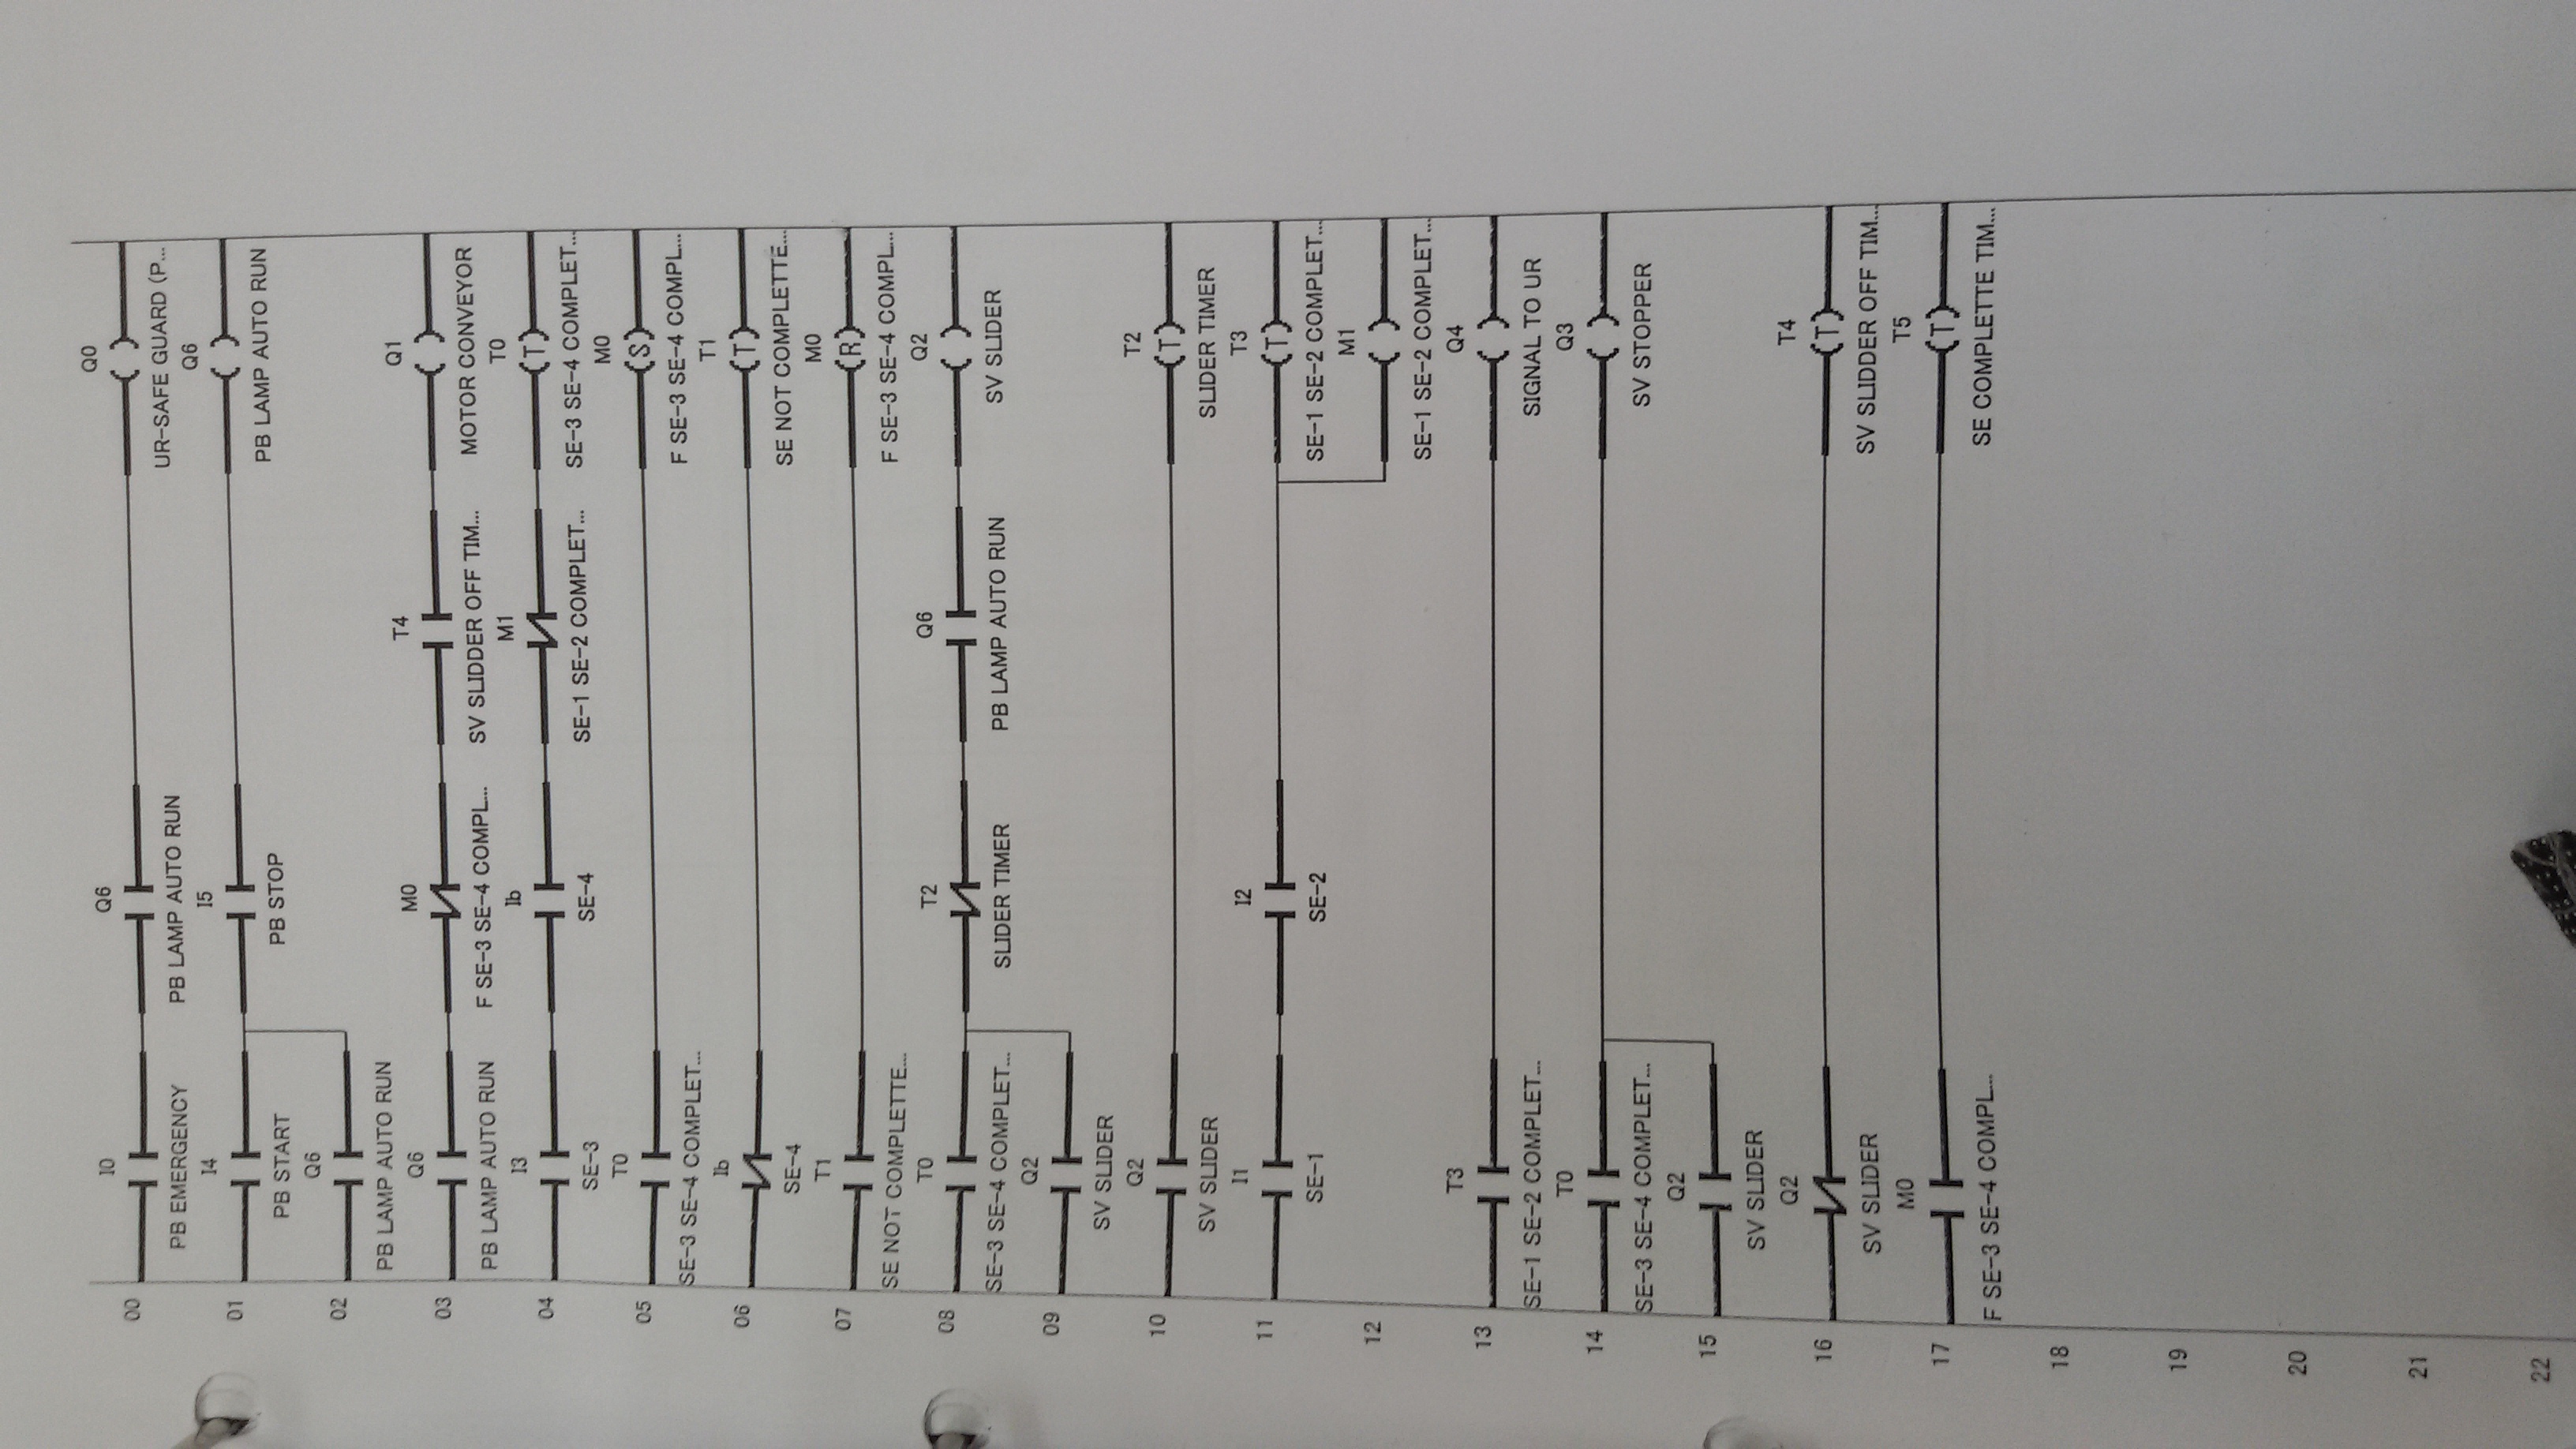 Q0
I0 Q6
00 ( )
PB EMERGENCY PB LAMP AUTO RUN UR-SAFE GUARD (P...
I4 I5 Q6
01 ( )
PB START PB STOP PB LAMP AUTO RUN
Q6
02
PB LAMP AUTO RUN
Q6 M0 T4 Q1
03 ( )
PB LAMP AUTO RUN F SE-3 SE-4 COMPL... SV SLIDDER OFF TIM... MOTOR CONVEYOR
I3 Ib M1 T0
04 (T)
SE-3 SE-4 SE-1 SE-2 COMPLET... SE-3 SE-4 COMPLET...
T0 M0
05 (S)
SE-3 SE-4 COMPLET... F SE-3 SE-4 COMPL...
Ib T1
06 (T)
SE-4 SE NOT COMPLETTE...
T1 M0
07 (R)
SE NOT COMPLETTE... F SE-3 SE-4 COMPL...
T0 T2 Q6 Q2
08 ( )
SE-3 SE-4 COMPLET... SLIDER TIMER PB LAMP AUTO RUN SV SLIDER
Q2
09
SV SLIDER
Q2 T2
10 (T)
SV SLIDER SLIDER TIMER
I1 I2 T3
11 (T)
SE-1 SE-2 SE-1 SE-2 COMPLET...
M1
12 ( )
SE-1 SE-2 COMPLET...
T3 Q4
13 ( )
SE-1 SE-2 COMPLET... SIGNAL TO UR
T0 Q3
14 ( )
SE-3 SE-4 COMPLET... SV STOPPER
Q2
15
SV SLIDER
Q2 T4
16 (T)
SV SLIDER SV SLIDDER OFF TIM...
M0 T5
17 (T)
F SE-3 SE-4 COMPL... SE COMPLETTE TIM...
18
19
20
21
22